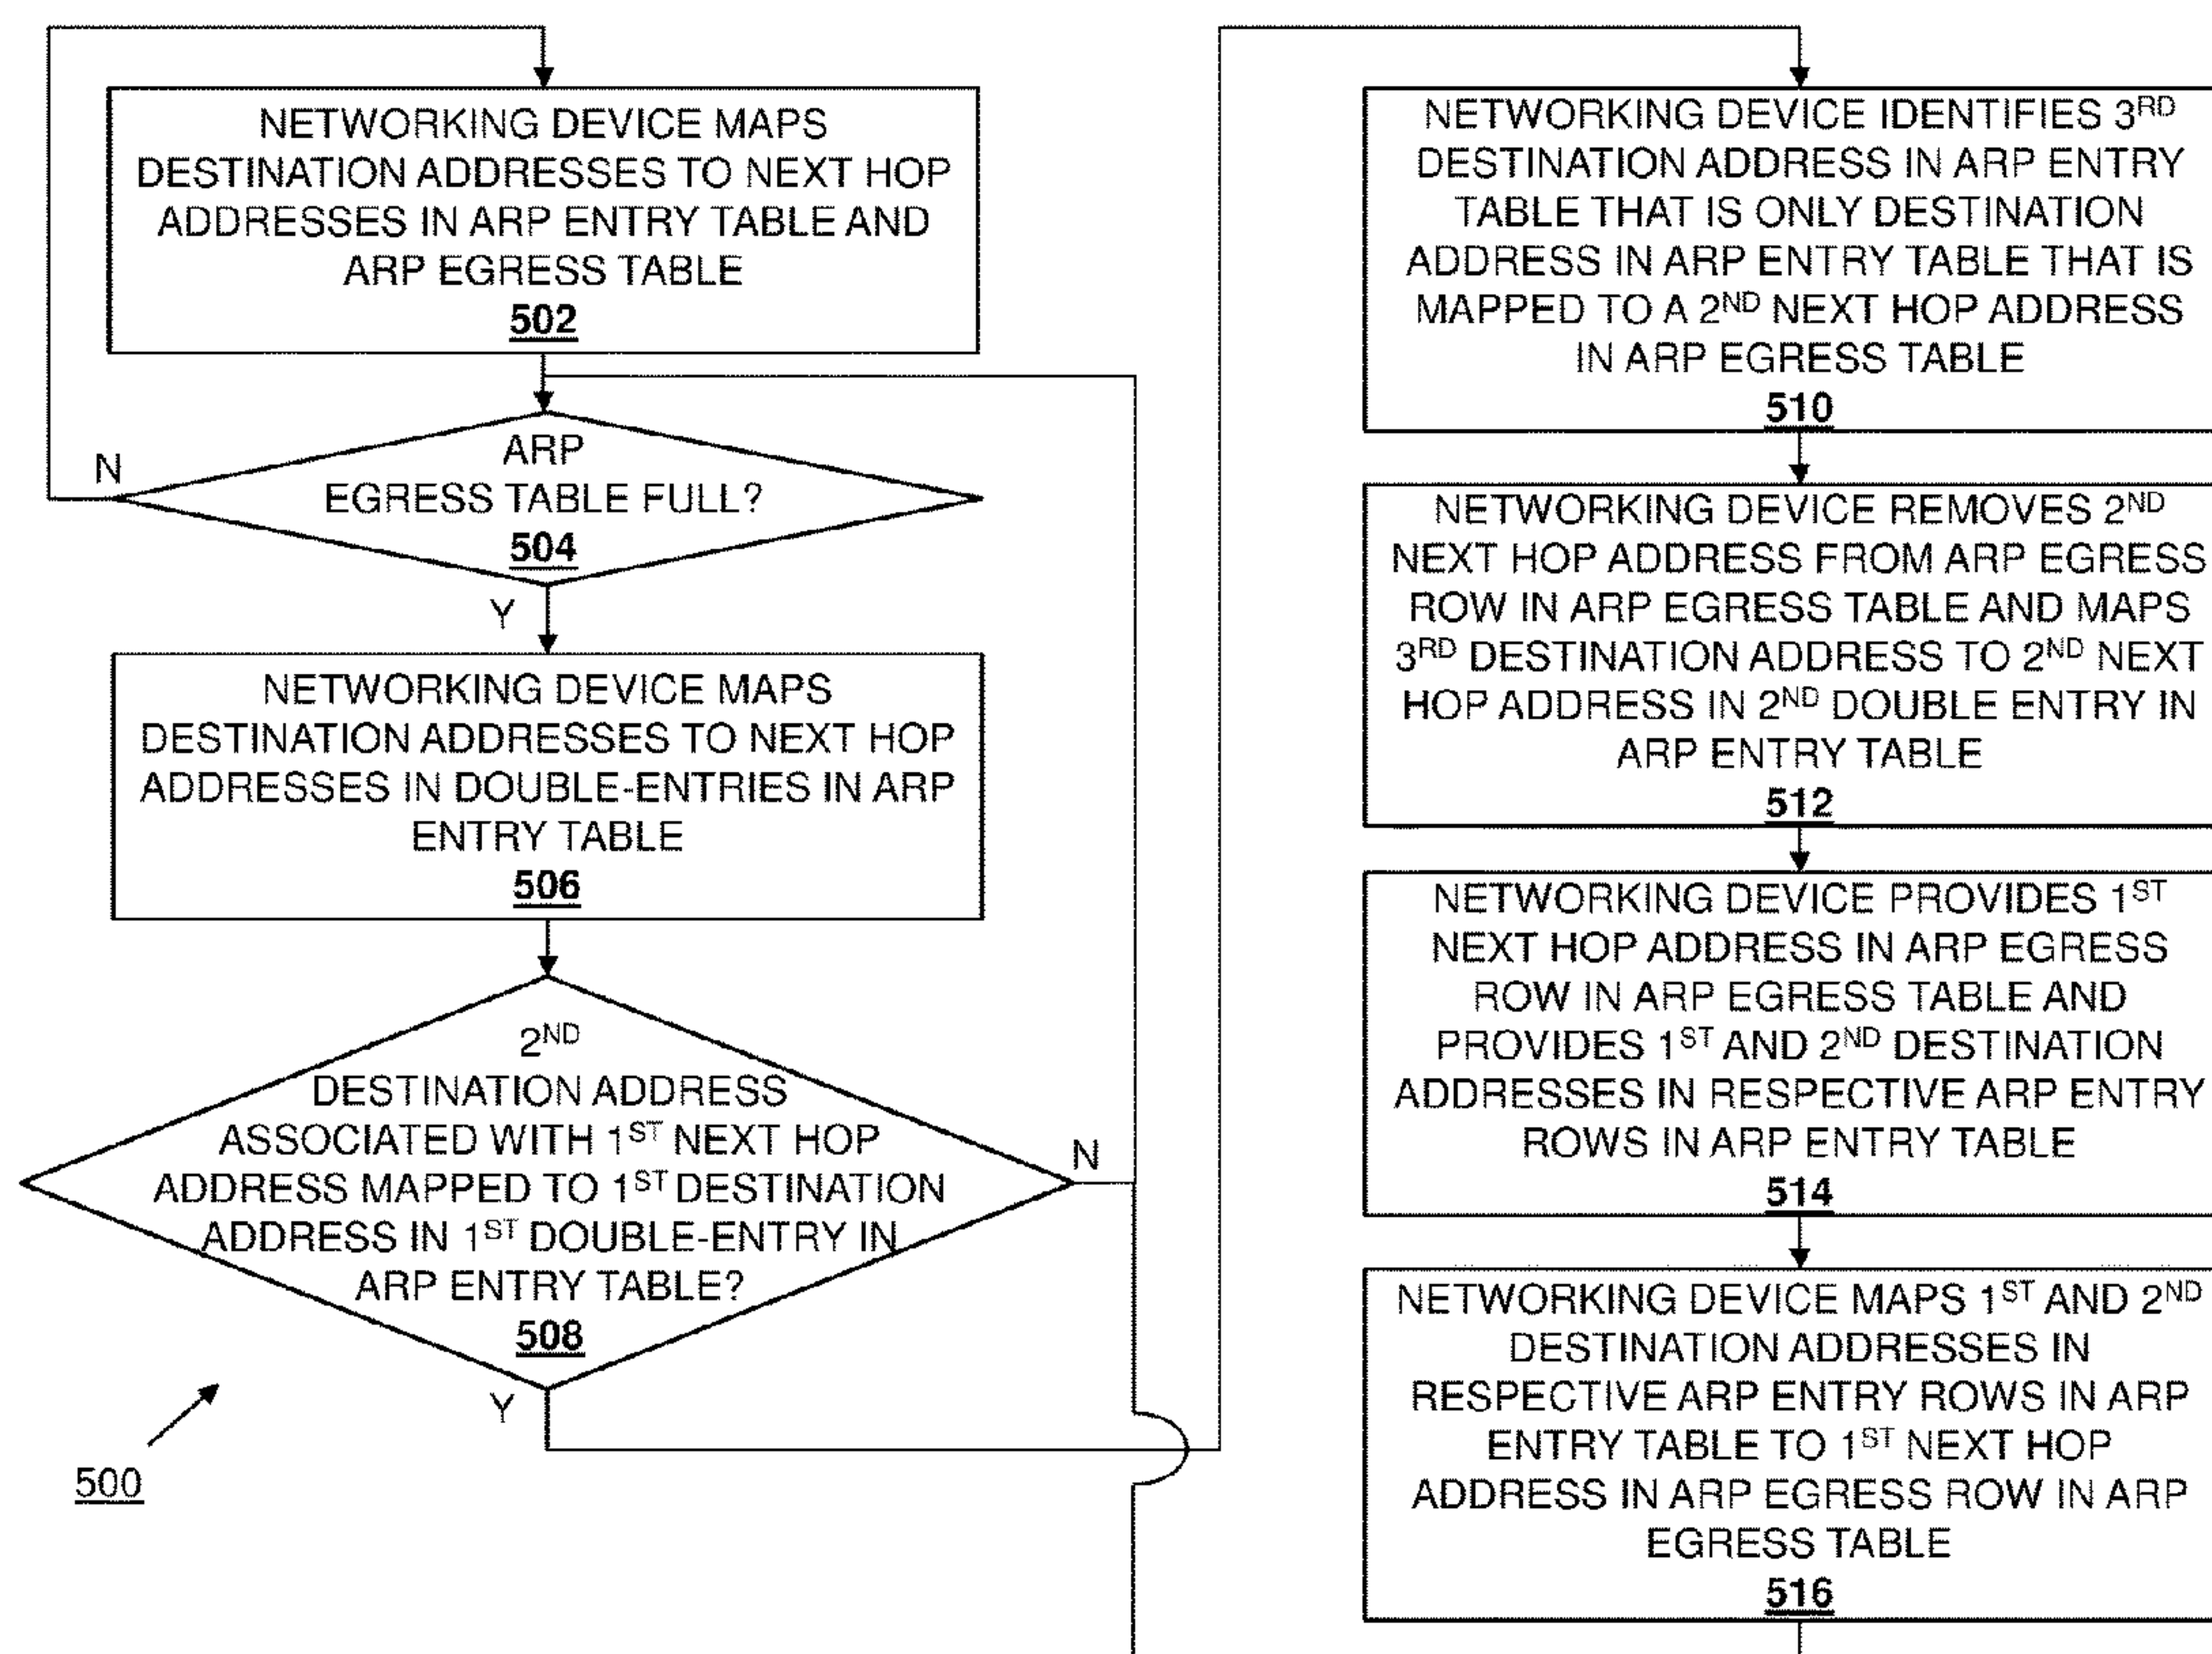 NETWORKING DEVICE MAPS
DESTINATION ADDRESSES TO NEXT HOP
ADDRESSES IN ARP ENTRY TABLE AND
ARP EGRESS TABLE
502
ARP
EGRESS TABLE FULL?
504
N
Y
NETWORKING DEVICE MAPS
DESTINATION ADDRESSES TO NEXT HOP
ADDRESSES IN DOUBLE-ENTRIES IN ARP
ENTRY TABLE
506
2ND
DESTINATION ADDRESS
ASSOCIATED WITH 1ST NEXT HOP
ADDRESS MAPPED TO 1ST DESTINATION
ADDRESS IN 1ST DOUBLE-ENTRY IN
ARP ENTRY TABLE?
508
N
Y
500
NETWORKING DEVICE IDENTIFIES 3RD
DESTINATION ADDRESS IN ARP ENTRY
TABLE THAT IS ONLY DESTINATION
ADDRESS IN ARP ENTRY TABLE THAT IS
MAPPED TO A 2ND NEXT HOP ADDRESS
IN ARP EGRESS TABLE
510
NETWORKING DEVICE REMOVES 2ND
NEXT HOP ADDRESS FROM ARP EGRESS
ROW IN ARP EGRESS TABLE AND MAPS
3RD DESTINATION ADDRESS TO 2ND NEXT
HOP ADDRESS IN 2ND DOUBLE ENTRY IN
ARP ENTRY TABLE
512
NETWORKING DEVICE PROVIDES 1ST
NEXT HOP ADDRESS IN ARP EGRESS
ROW IN ARP EGRESS TABLE AND
PROVIDES 1ST AND 2ND DESTINATION
ADDRESSES IN RESPECTIVE ARP ENTRY
ROWS IN ARP ENTRY TABLE
514
NETWORKING DEVICE MAPS 1ST AND 2ND
DESTINATION ADDRESSES IN
RESPECTIVE ARP ENTRY ROWS IN ARP
ENTRY TABLE TO 1ST NEXT HOP
ADDRESS IN ARP EGRESS ROW IN ARP
EGRESS TABLE
516